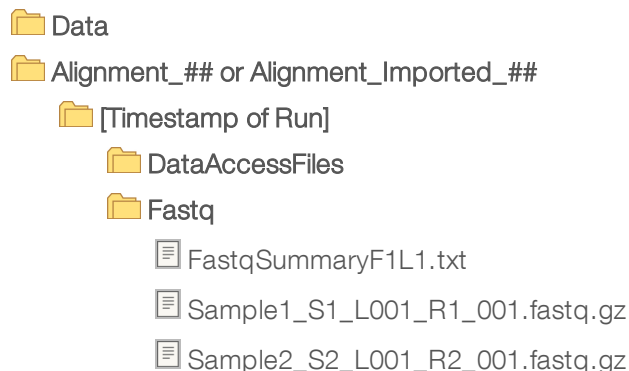 Data
Alignment_## or Alignment_Imported_##
[Timestamp of Run]
DataAccessFiles
Fastq
FastqSummaryF1L1.txt
Sample1_S1_L001_R1_001.fastq.gz
Sample2_S2_L001_R2_001.fastq.gz